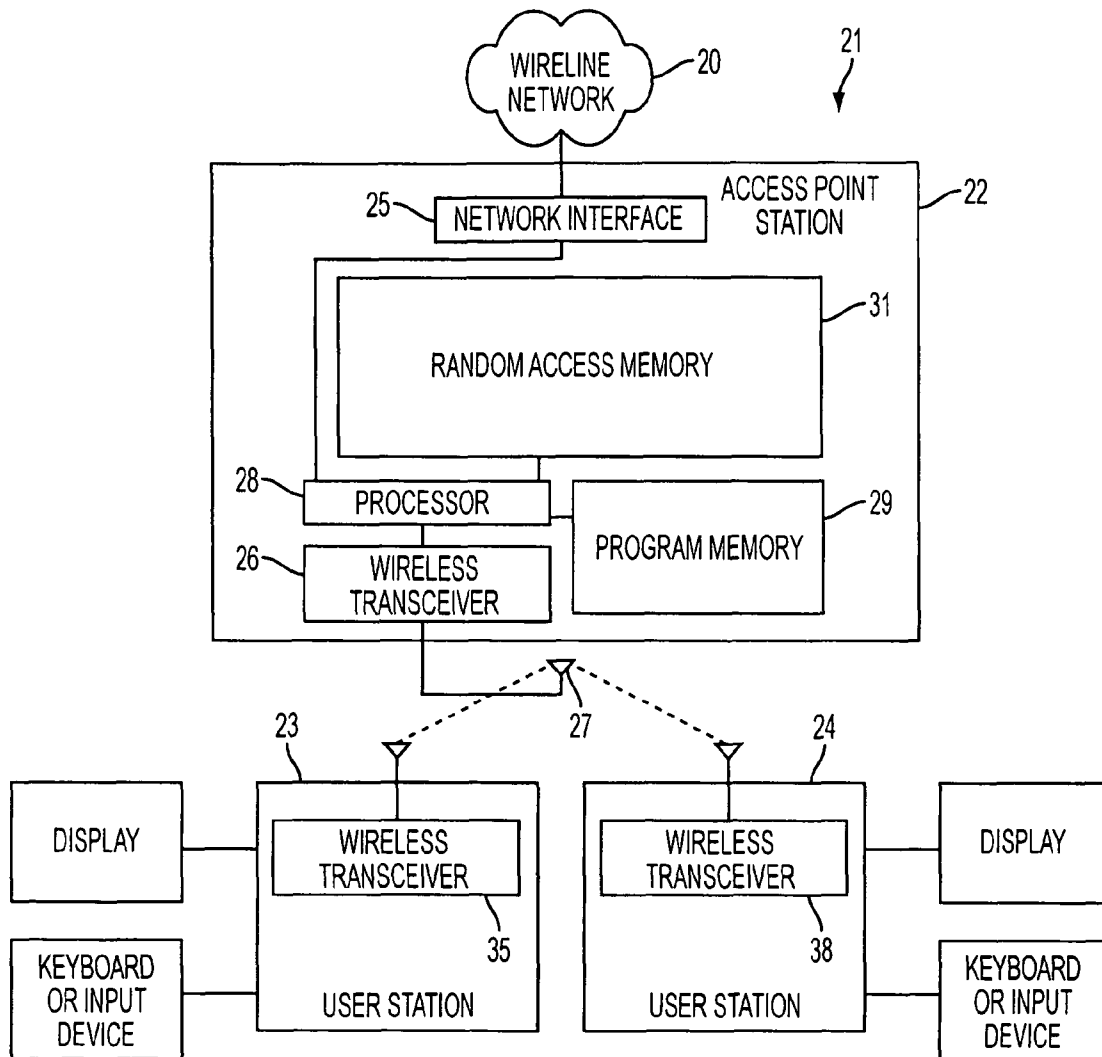 WIRELINE
NETWORK
20
21
ACCESS POINT
STATION
22
25
NETWORK INTERFACE
31
RANDOM ACCESS MEMORY
28
PROCESSOR
29
PROGRAM MEMORY
26
WIRELESS
TRANSCEIVER
27
23
24
DISPLAY
WIRELESS
TRANSCEIVER
35
WIRELESS
TRANSCEIVER
38
DISPLAY
KEYBOARD
OR INPUT
DEVICE
USER STATION
USER STATION
KEYBOARD
OR INPUT
DEVICE